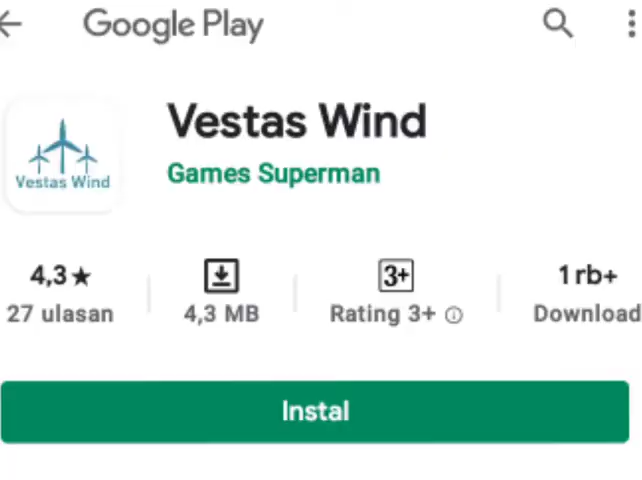 Google Play
Vestas Wind
Vestas Wind
Games Superman
4,3★
27 ulasan
4,3 MB
3+
Rating 3+
1 rb+
Download
Instal